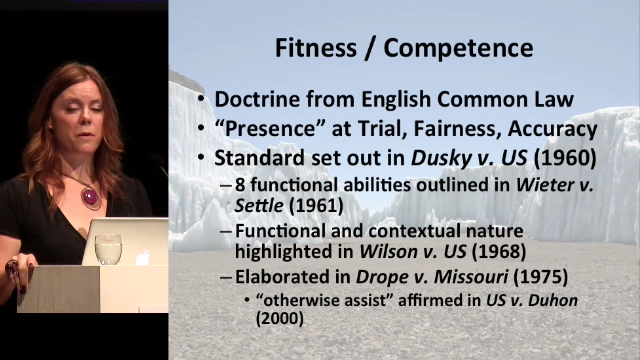 Fitness / Competence
• Doctrine from English Common Law
• “Presence” at Trial, Fairness, Accuracy
• Standard set out in Dusky v. US (1960)
– 8 functional abilities outlined in Wieter v.
Settle (1961)
– Functional and contextual nature
highlighted in Wilson v. US (1968)
– Elaborated in Drope v. Missouri (1975)
• “otherwise assist” affirmed in US v. Duhon
(2000)